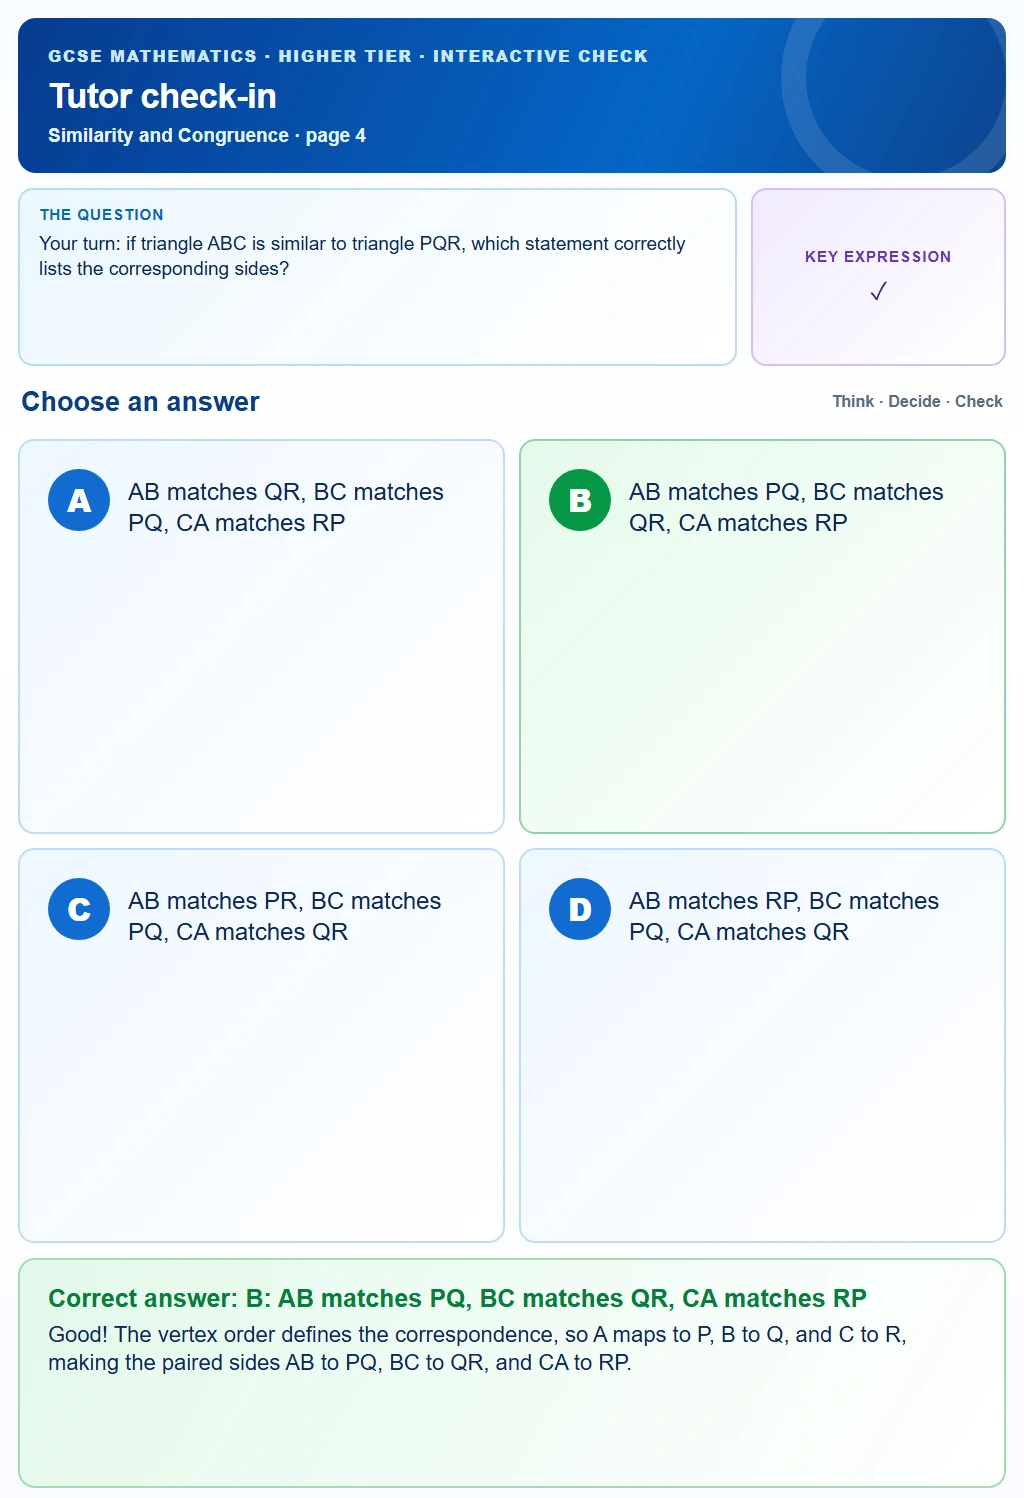 GCSE MATHEMATICS · HIGHER TIER · INTERACTIVE CHECK
Tutor check-in
Similarity and Congruence · page 4
THE QUESTION
Your turn: if triangle ABC is similar to triangle PQR, which statement correctly
lists the corresponding sides?
KEY EXPRESSION
✓
Choose an answer
Think · Decide · Check
A
AB matches QR, BC matches
PQ, CA matches RP
B
AB matches PQ, BC matches
QR, CA matches RP
C
AB matches PR, BC matches
PQ, CA matches QR
D
AB matches RP, BC matches
PQ, CA matches QR
Correct answer: B: AB matches PQ, BC matches QR, CA matches RP
Good! The vertex order defines the correspondence, so A maps to P, B to Q, and C to R,
making the paired sides AB to PQ, BC to QR, and CA to RP.